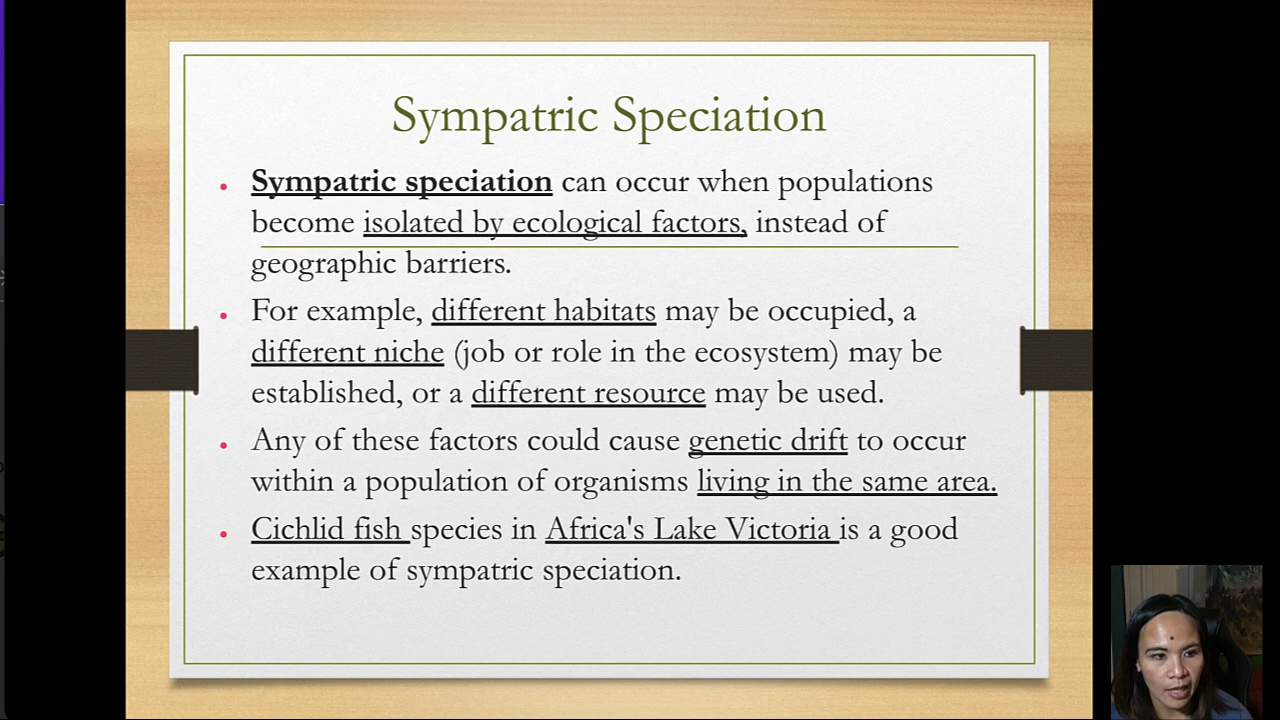 Sympatric Speciation
Sympatric speciation can occur when populations
become isolated by ecological factors, instead of
geographic barriers.
For example, different habitats may be occupied, a
different niche (job or role in the ecosystem) may be
established, or a different resource may be used.
Any of these factors could cause genetic drift to occur
within a population of organisms living in the same area.
Cichlid fish species in Africa's Lake Victoria is a good
example of sympatric speciation.